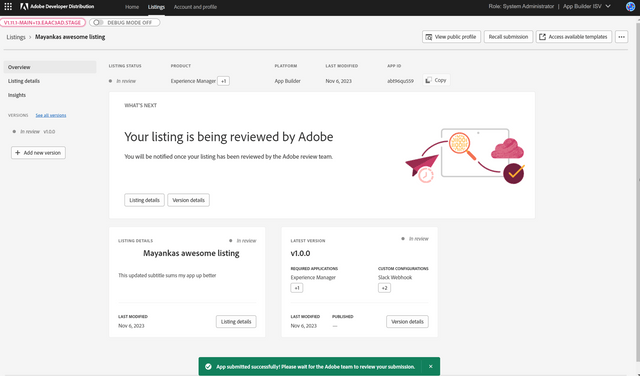 Adobe Developer Distribution
Home
Listings
Account and profile
Role: System Administrator
App Builder ISV
DEBUG MODE OFF
Listings > Mayankas awesome listing
View public profile
Recall submission
Access available templates
Overview
Listing details
Insights
VERSIONS
See all versions
In review v1.0.0
+ Add new version
LISTING STATUS
In review
PRODUCT
Experience Manager +1
PLATFORM
App Builder
LAST MODIFIED
Nov 6, 2023
APP ID
abt96qu559
Copy
WHAT'S NEXT
Your listing is being reviewed by Adobe
You will be notified once your listing has been reviewed by the Adobe review team.
Listing details
Version details
LISTING DETAILS
In review
Mayankas awesome listing
This updated subtitle sums my app up better
LAST MODIFIED
Nov 6, 2023
Listing details
LATEST VERSION
In review
v1.0.0
REQUIRED APPLICATIONS
Experience Manager
+1
CUSTOM CONFIGURATIONS
Slack Webhook
+2
LAST MODIFIED
Nov 6, 2023
PUBLISHED
—
Version details
App submitted successfully! Please wait for the Adobe team to review your submission.